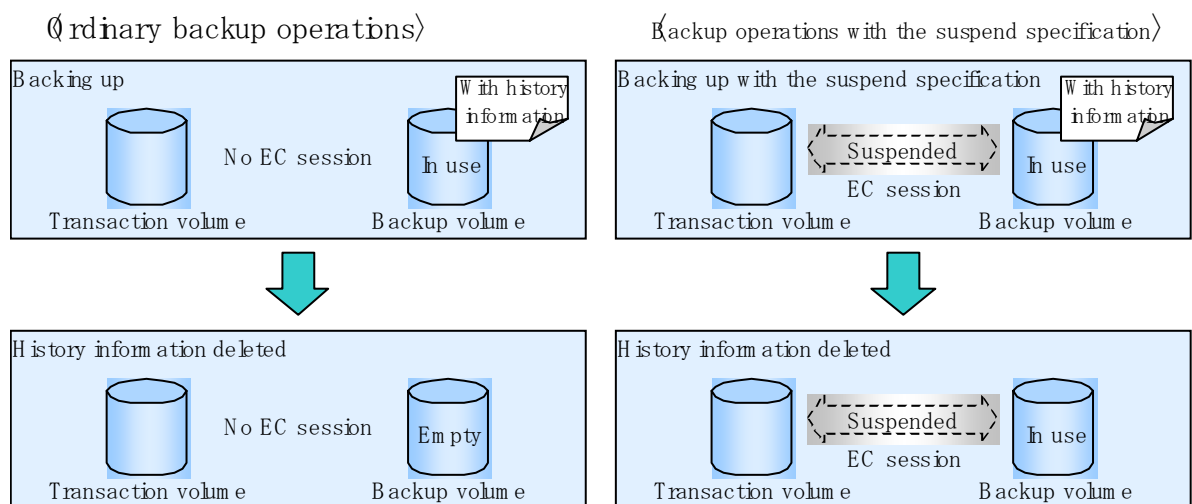 〈Ordinary backup operations〉
Backing up
With history
information
No EC session
In use
Transaction volume
Backup volume
History information deleted
No EC session
Empty
Transaction volume
Backup volume
〈Backup operations with the suspend specification〉
Backing up with the suspend specification
With history
information
Suspended
EC session
In use
Transaction volume
Backup volume
History information deleted
Suspended
EC session
In use
Transaction volume
Backup volume